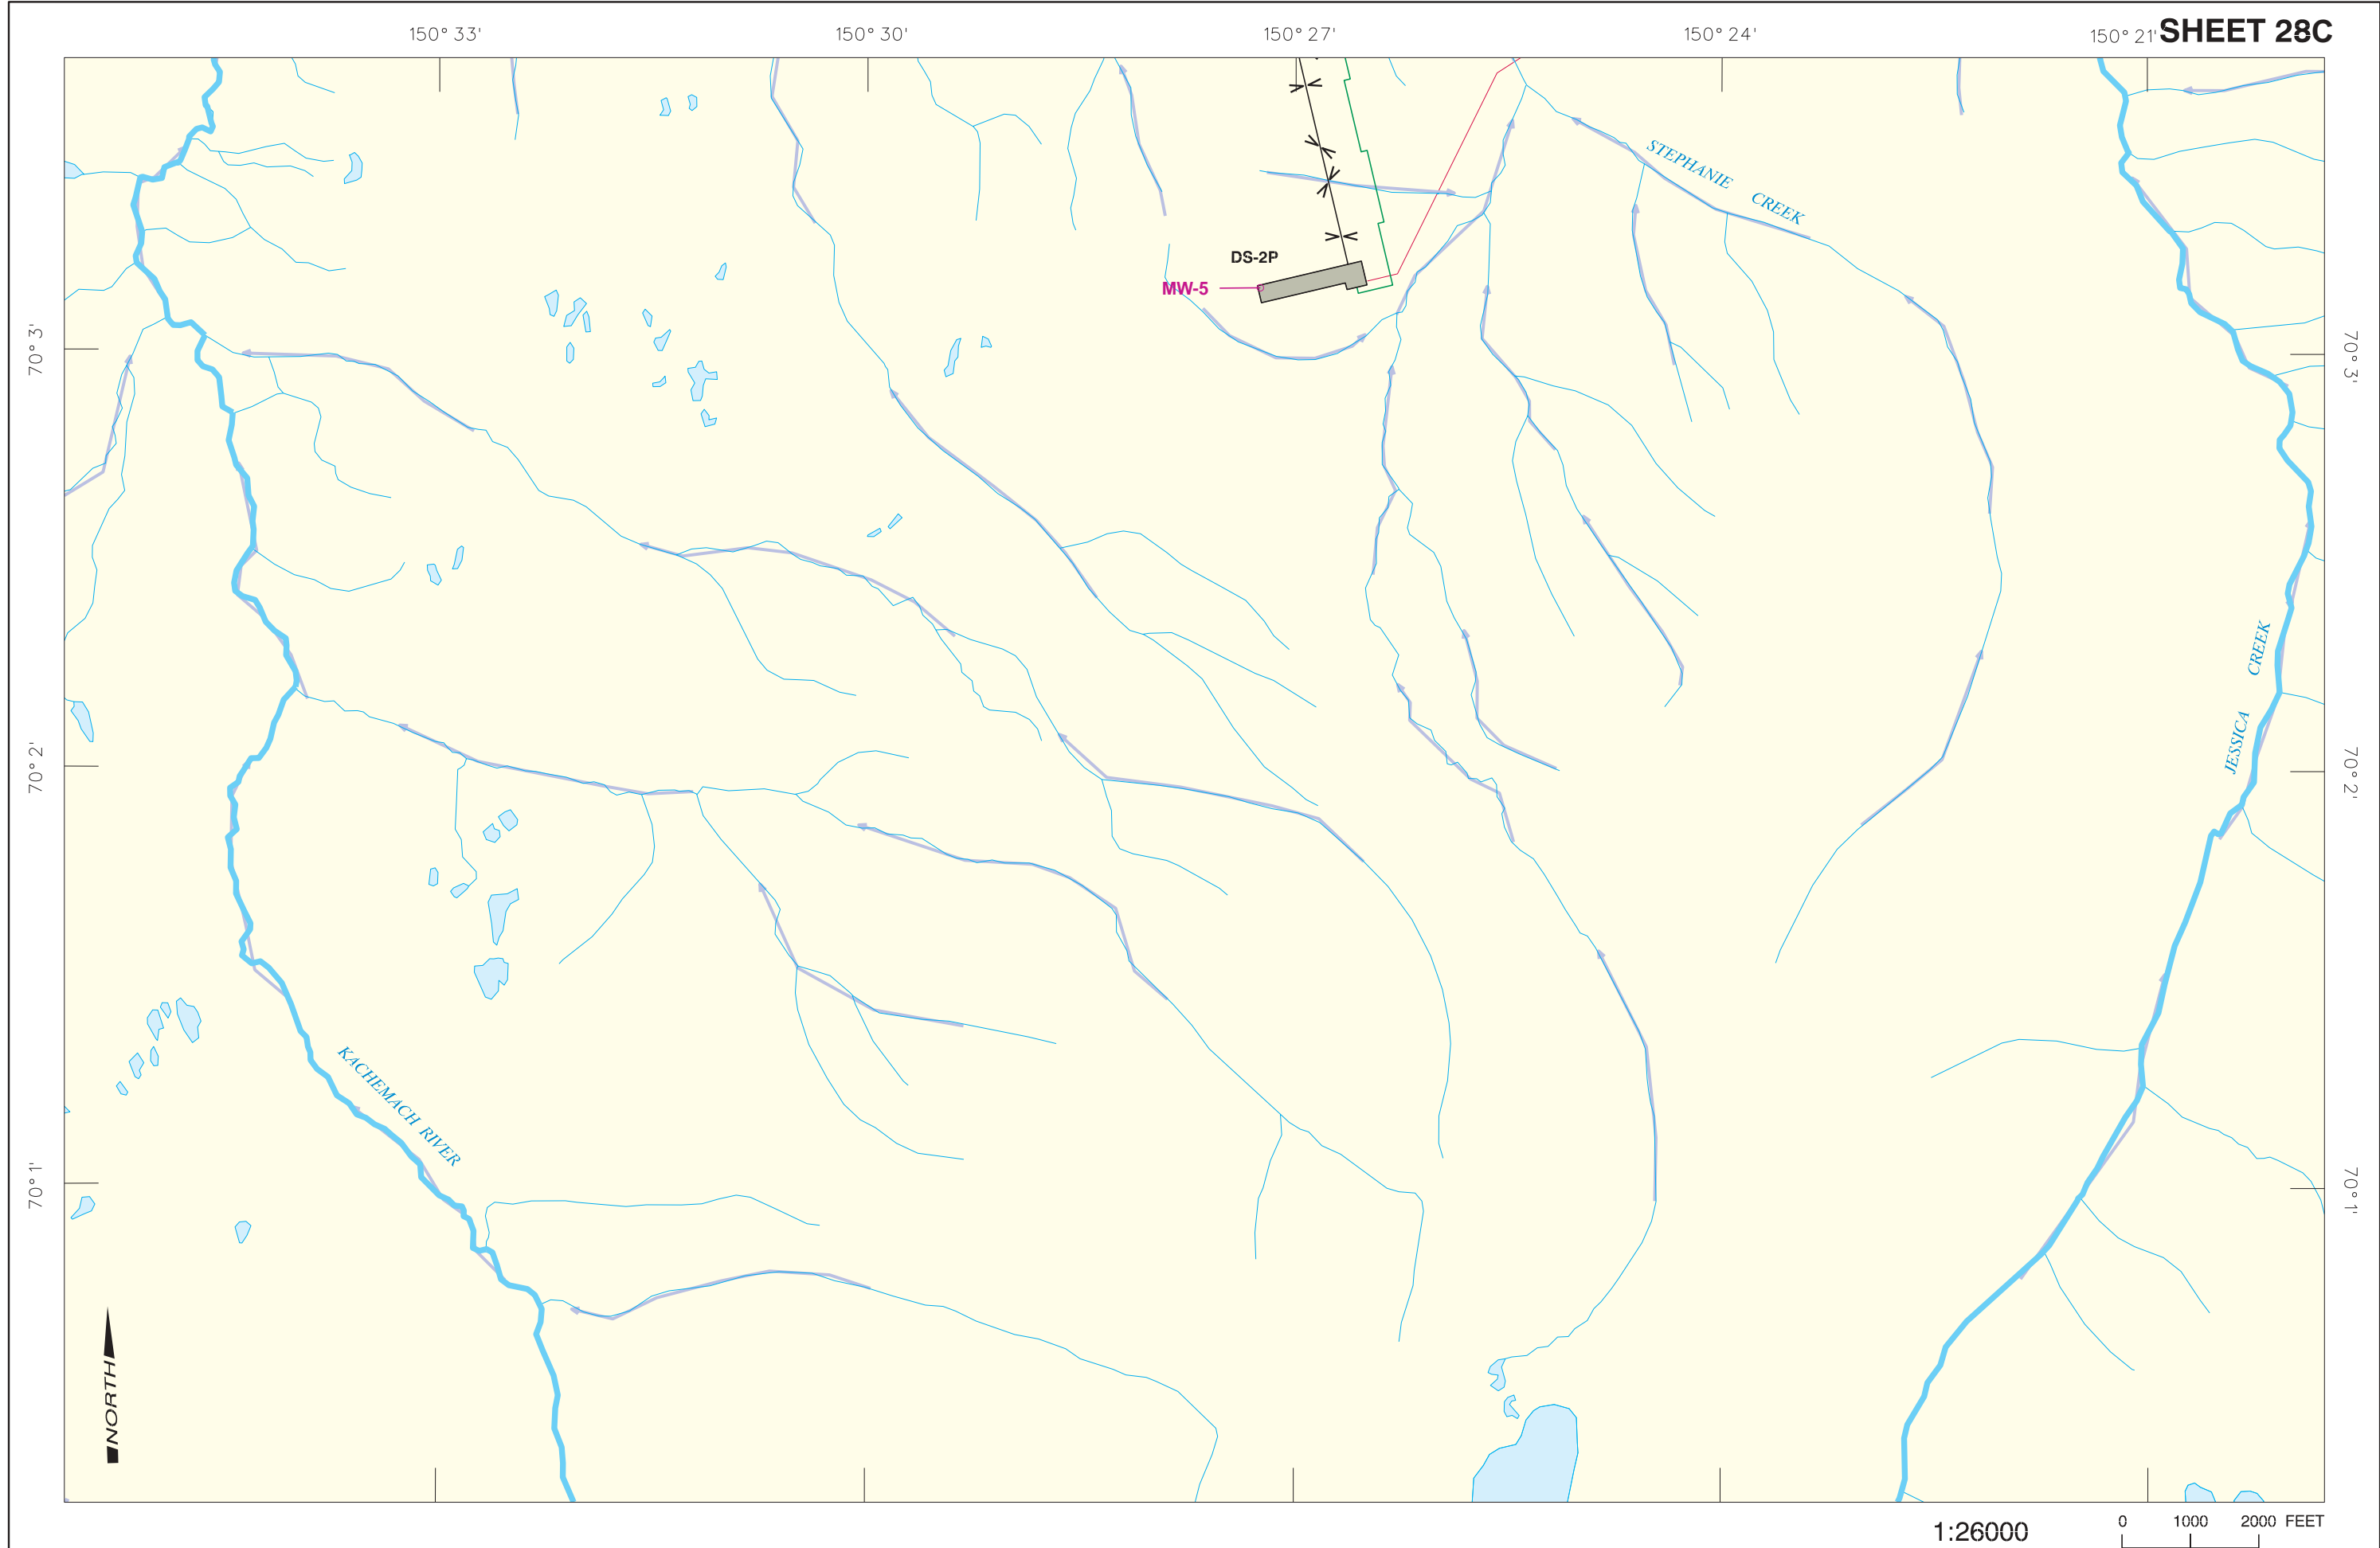 150° 33' 150° 30' 150° 27' 150° 24' 150° 21' SHEET 28C
STEPHANIE CREEK
DS-2P
MW-5
70° 3' 70° 3'
JESSICA CREEK
70° 2' 70° 2'
KACHEMACH RIVER
70° 1' 70° 1'
NORTH
1:26000
0 1000 2000 FEET